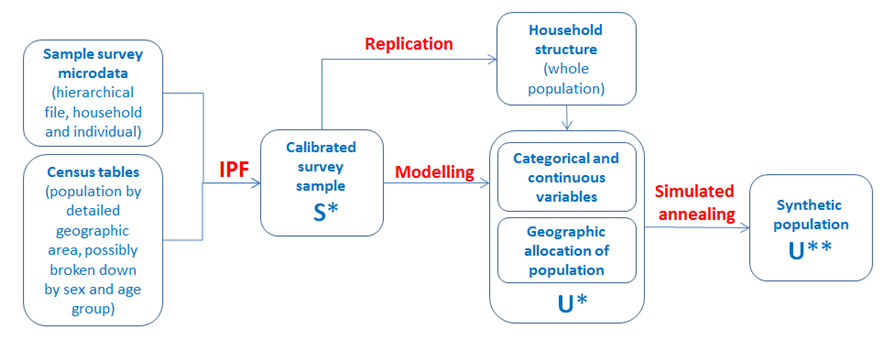 Sample survey
microdata
(hierarchical
file, household
and individual)
Census tables
(population by
detailed
geographic
area, possibly
broken down
by sex and age
group)
IPF
Calibrated
survey
sample
S*
Replication
Modelling
Household
structure
(whole
population)
Categorical and
continuous
variables
Geographic
allocation of
population
U*
Simulated
annealing
Synthetic
population
U**